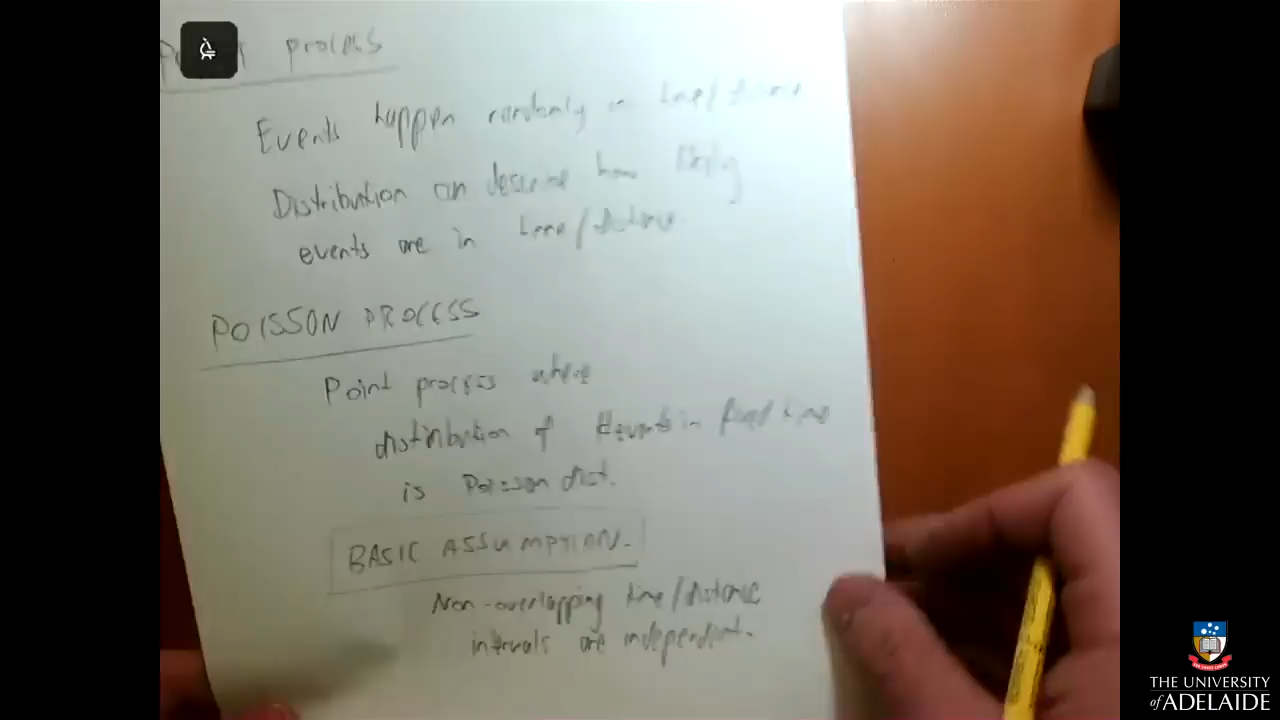 process
Events happen randomly in time/distance
Distribution can describe how likely
events are in time/distance.
POISSON PROCESS
Point process where
distribution of #events in fixed time
is Poisson dist.
BASIC ASSUMPTION.
Non-overlapping time/distance
intervals are independent.
THE UNIVERSITY
of ADELAIDE